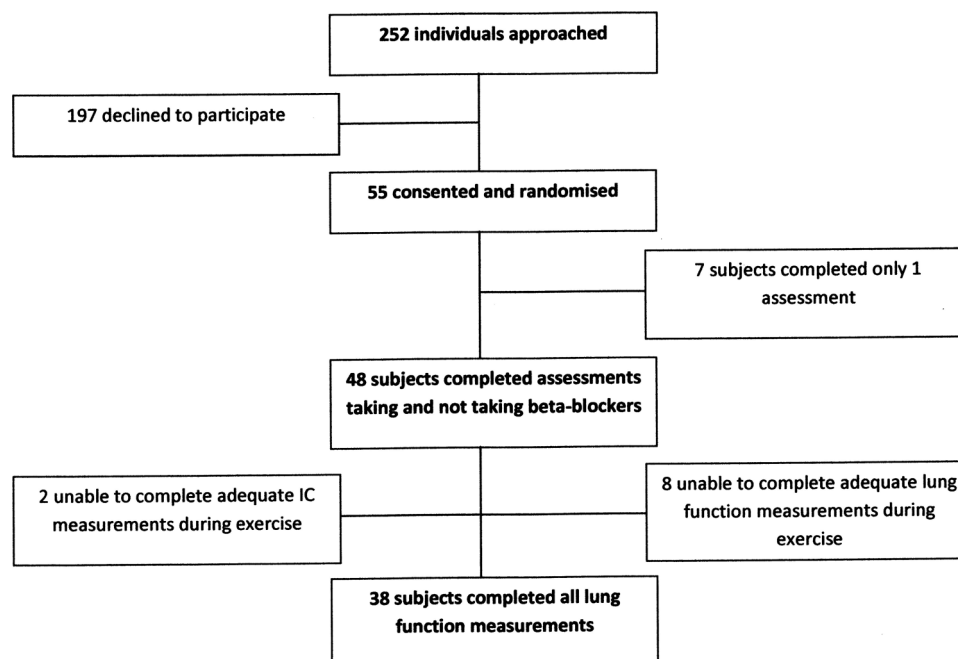 252 individuals approached
197 declined to participate
55 consented and randomised
7 subjects completed only 1
assessment
48 subjects completed assessments
taking and not taking beta-blockers
2 unable to complete adequate IC
measurements during exercise
8 unable to complete adequate lung
function measurements during
exercise
38 subjects completed all lung
function measurements